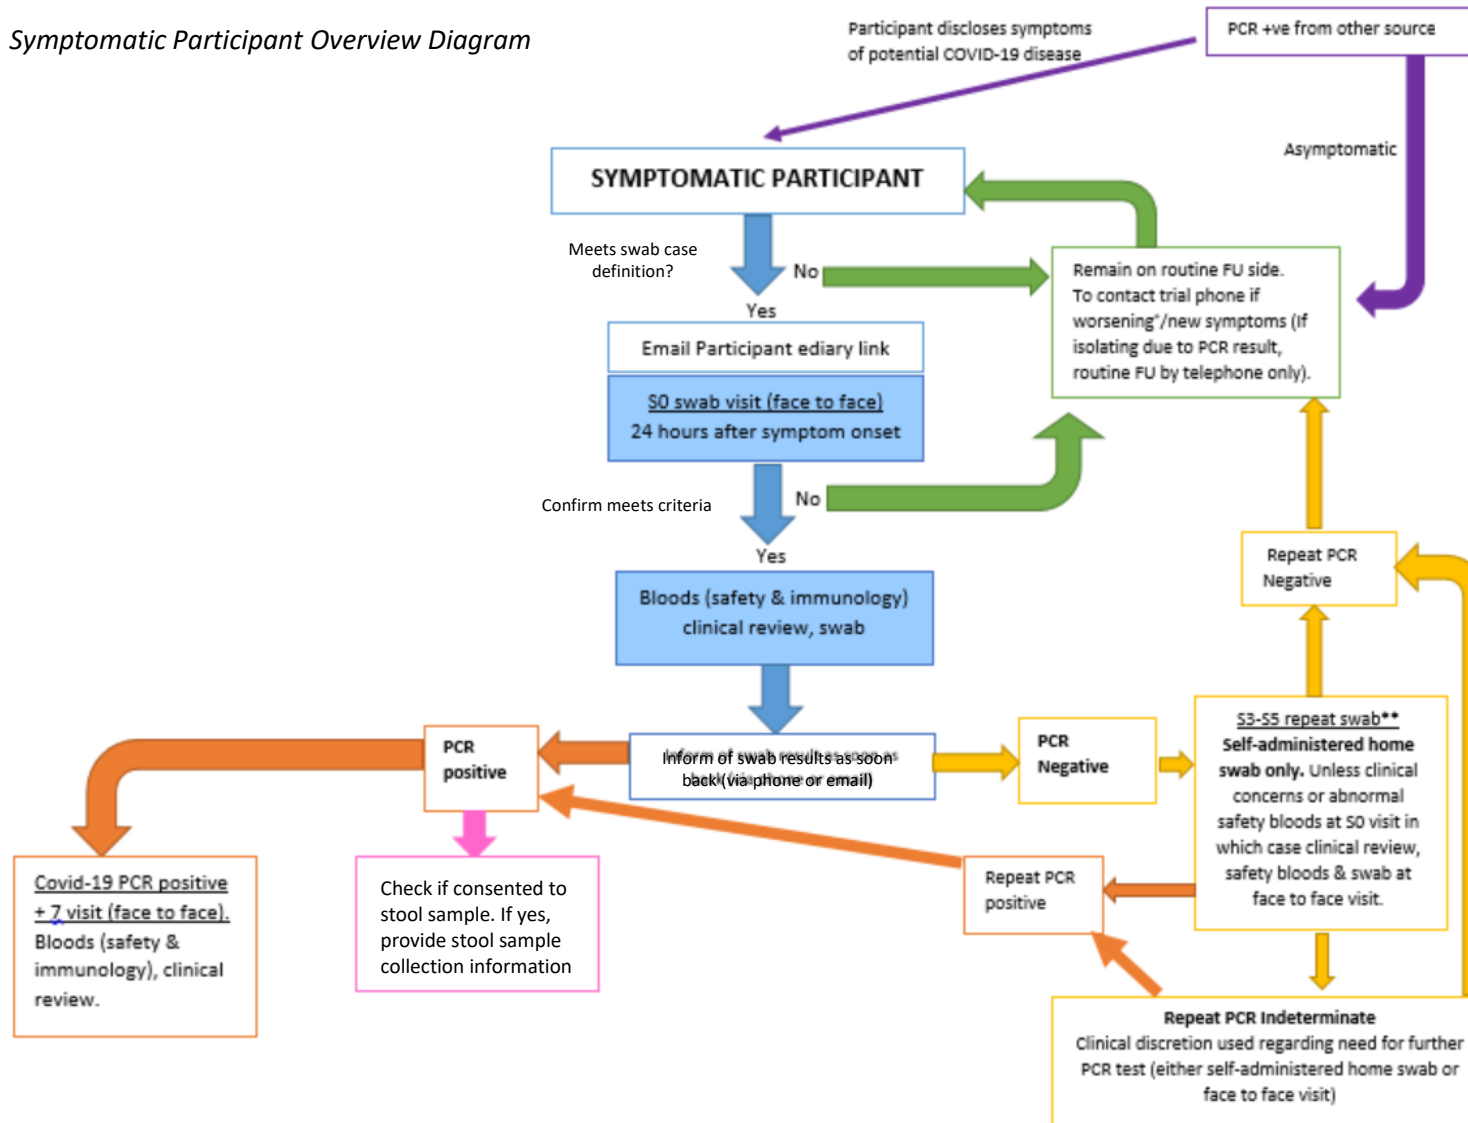 Symptomatic Participant Overview Diagram
Participant discloses symptoms
of potential COVID-19 disease
PCR +ve from other source
Asymptomatic
SYMPTOMATIC PARTICIPANT
Meets swab case
definition?
No
Yes
Remain on routine FU side.
To contact trial phone if
worsening*/new symptoms (If
isolating due to PCR result,
routine FU by telephone only).
Email Participant ediary link
S0 swab visit (face to face)
24 hours after symptom onset
Confirm meets criteria
No
Yes
Bloods (safety & immunology)
clinical review, swab
Repeat PCR
Negative
PCR
positive
Inform of swab results as soon
back (via phone or email)
PCR
Negative
S3-S5 repeat swab**
Self-administered home
swab only. Unless clinical
concerns or abnormal
safety bloods at S0 visit in
which case clinical review,
safety bloods & swab at
face to face visit.
Covid-19 PCR positive
+ 7 visit (face to face).
Bloods (safety &
immunology), clinical
review.
Check if consented to
stool sample. If yes,
provide stool sample
collection information
Repeat PCR
positive
Repeat PCR Indeterminate
Clinical discretion used regarding need for further
PCR test (either self-administered home swab or
face to face visit)